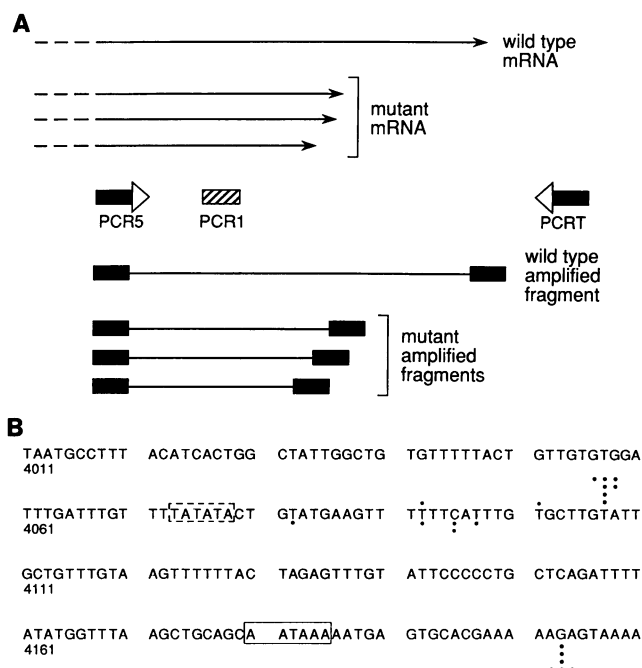 A
wild type
mRNA
mutant
mRNA
PCR5
PCR1
PCRT
wild type
amplified
fragment
mutant
amplified
fragments
B
TAATGCCTTT ACATCACTGG CTATTGGCTG TGTTTTTACT GTTGTGTGGA
4011
TTTGATTTGT TTTATATACTG GTATGAAGTT TTTTCATTTG TGCTTGTATT
4061
GCTGTTTGTA AGTTTTTTAC TAGAGTTTGT ATTCCCCCTG CTCAGATTTT
4111
ATATGGTTTA AGCTGCAGCA ATAAAAATGA GTGCACGAAA AAGAGTAAAA
4161